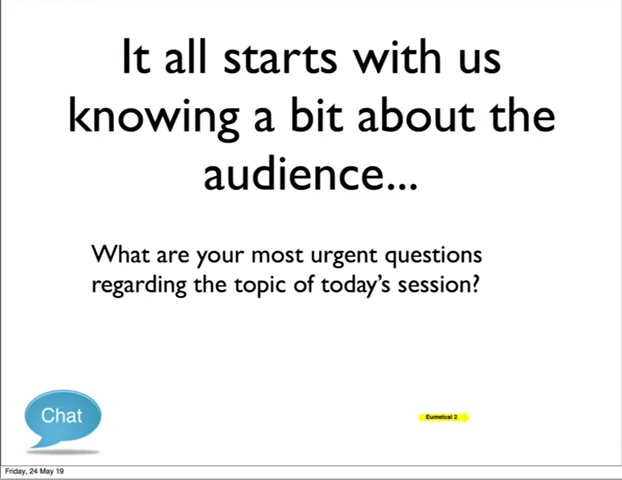 It all starts with us
knowing a bit about the
audience...
What are your most urgent questions
regarding the topic of today's session?
Chat
Eumetcal 2
Friday, 24 May 19